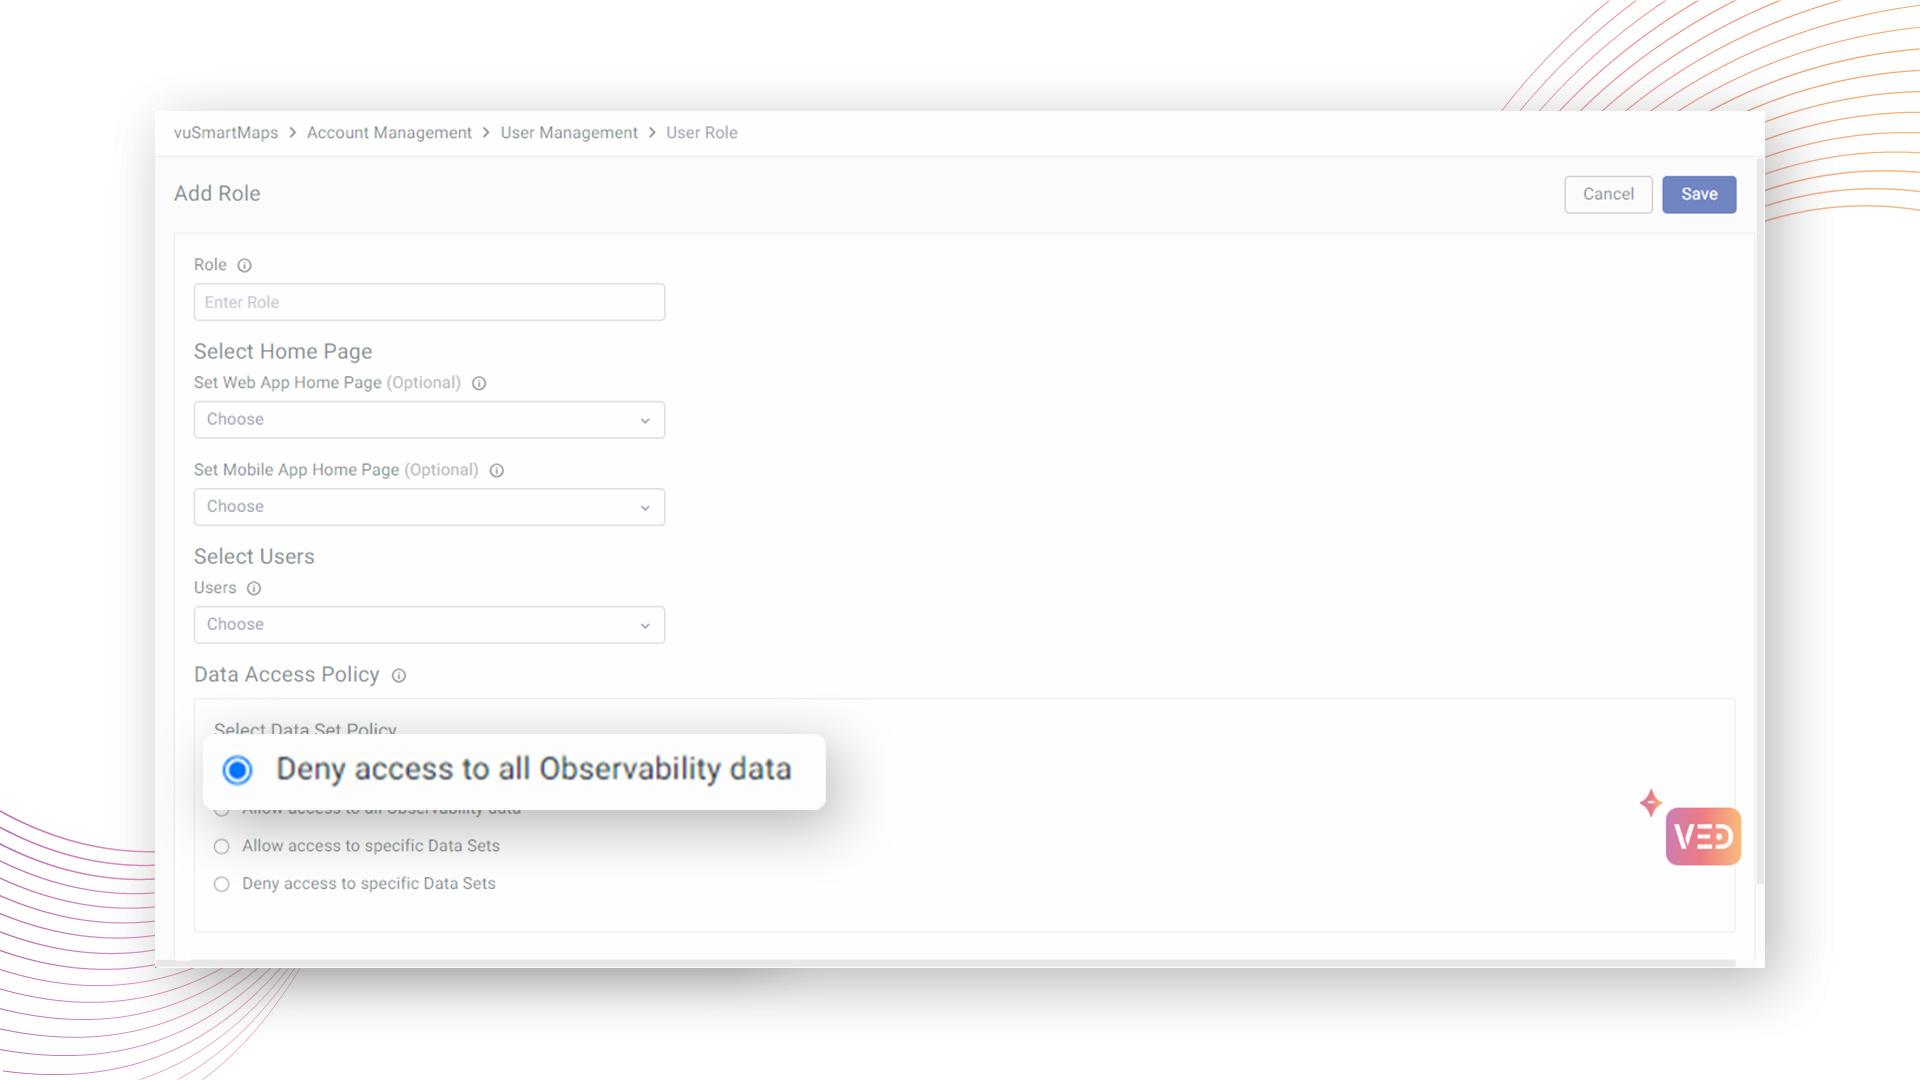 vuSmartMaps > Account Management > User Management > User Role
Add Role
Cancel
Save
Role
Enter Role
Select Home Page
Set Web App Home Page (Optional)
Choose
Set Mobile App Home Page (Optional)
Choose
Select Users
Users
Choose
Data Access Policy
Select Data Set Policy
Deny access to all Observability data
Allow access to all Observability data
Allow access to specific Data Sets
Deny access to specific Data Sets
VED